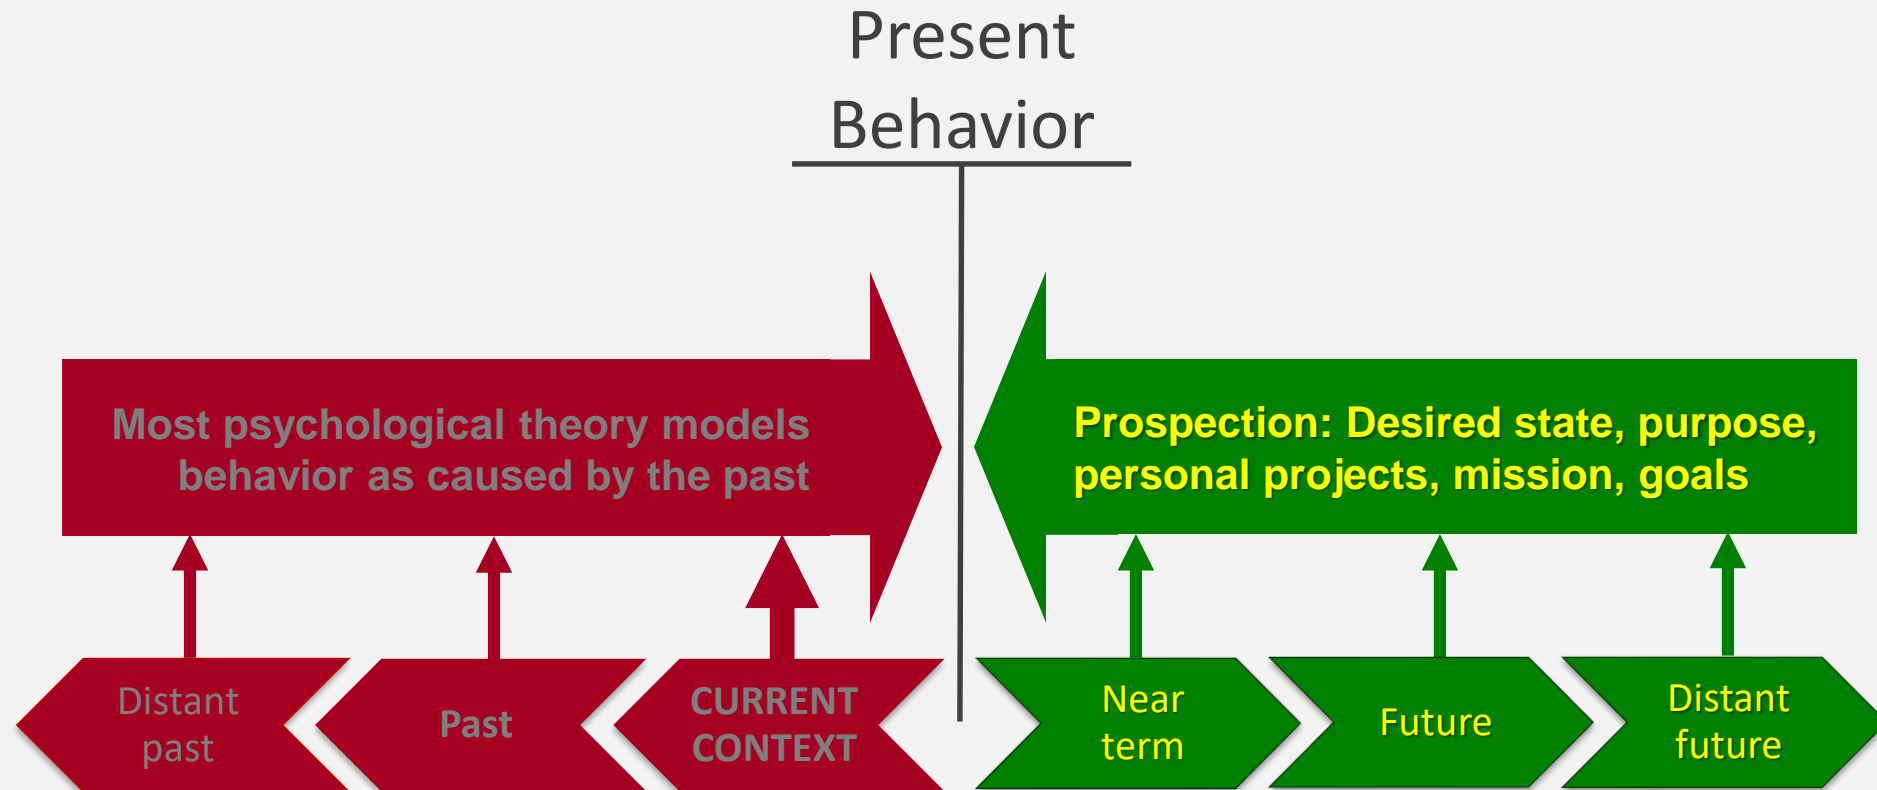 Present
Behavior
Most psychological theory models
behavior as caused by the past
Prospection: Desired state, purpose,
personal projects, mission, goals
Distant
past
Past
CURRENT
CONTEXT
Near
term
Future
Distant
future